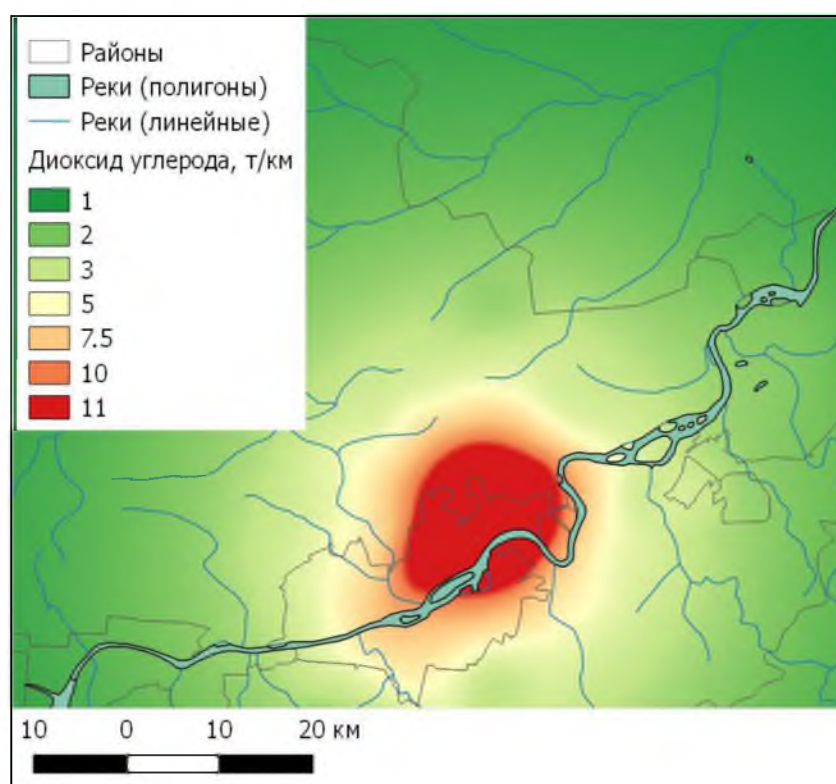 Районы
Реки (полигоны)
Реки (линейные)
Диоксид углерода, т/км
1
2
3
5
7.5
10
11
10 0 10 20 км